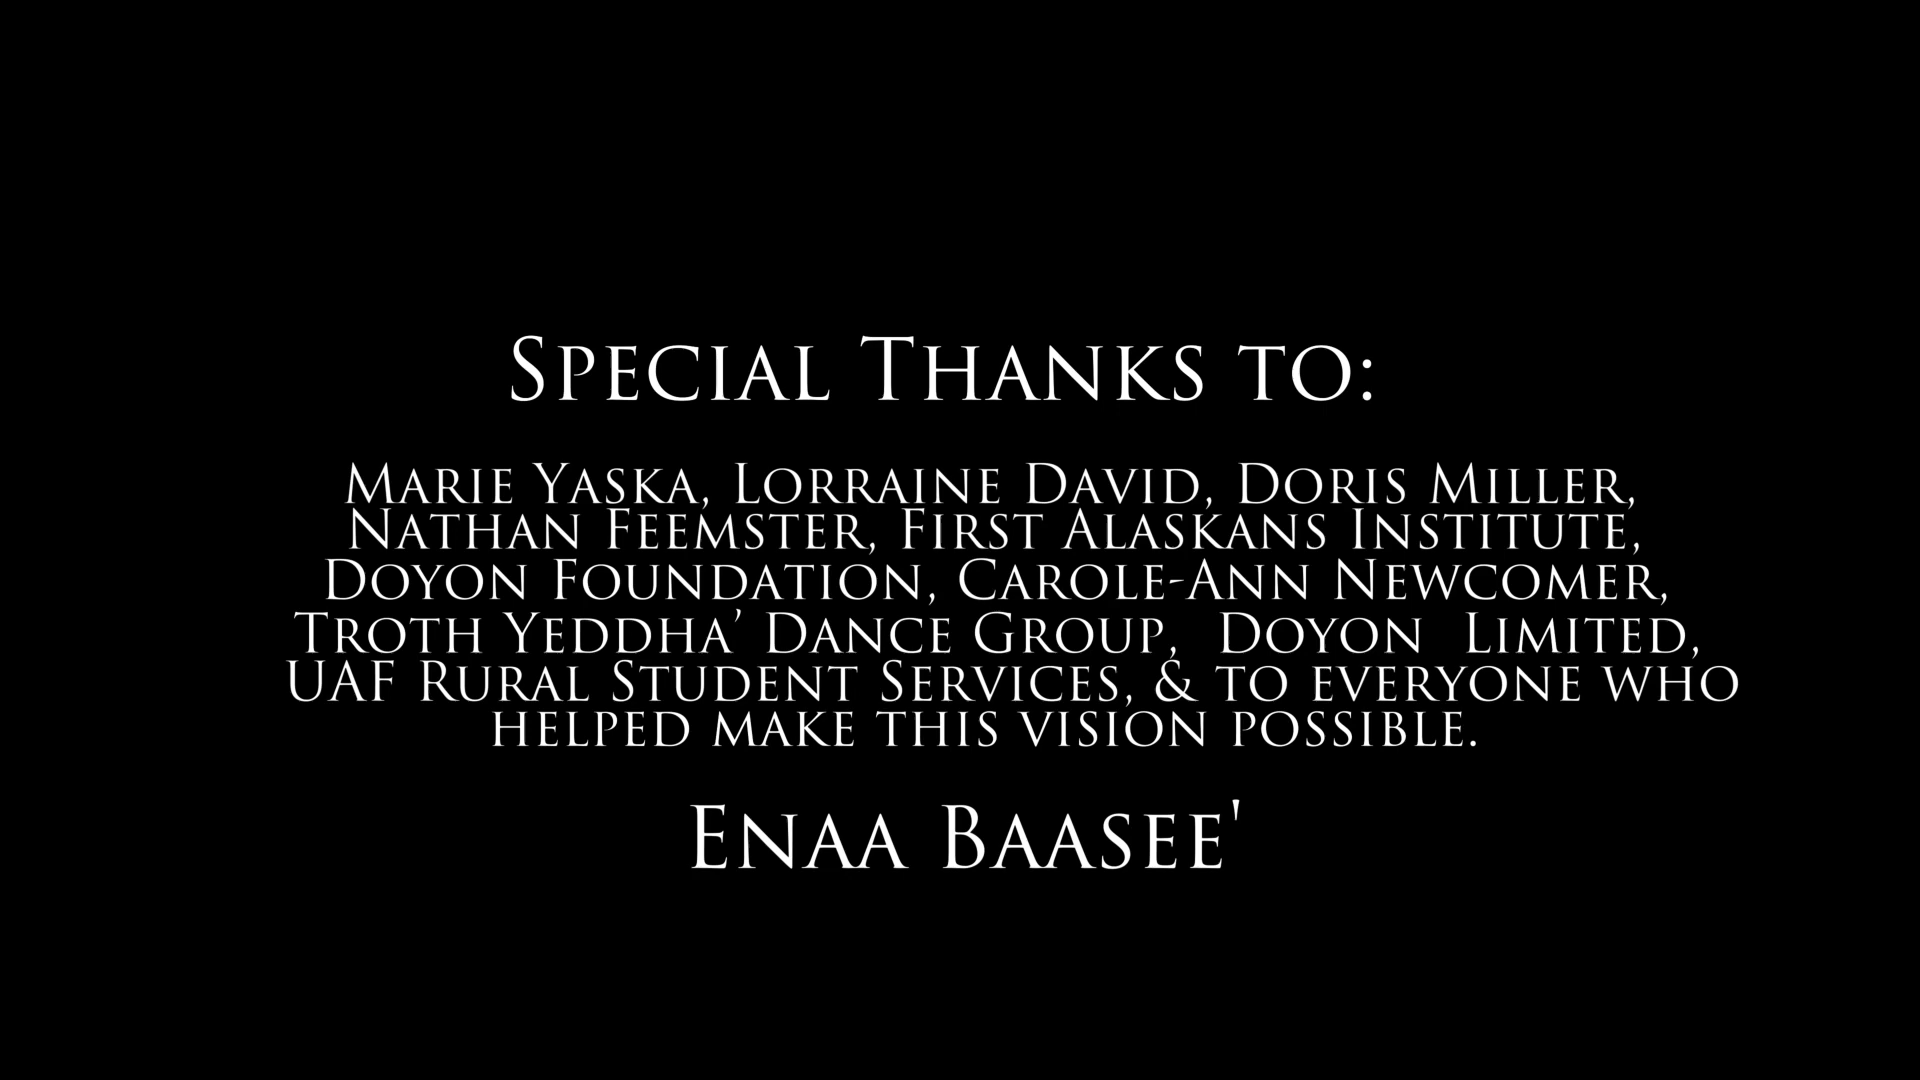 Special Thanks to:
Marie Yaska, Lorraine David, Doris Miller,
Nathan Feemster, First Alaskans Institute,
Doyon Foundation, Carole-Ann Newcomer,
Troth Yeddha’ Dance Group,  Doyon  Limited,
UAF Rural Student Services, & to everyone who
helped make this vision possible.
Enaa Baasee'